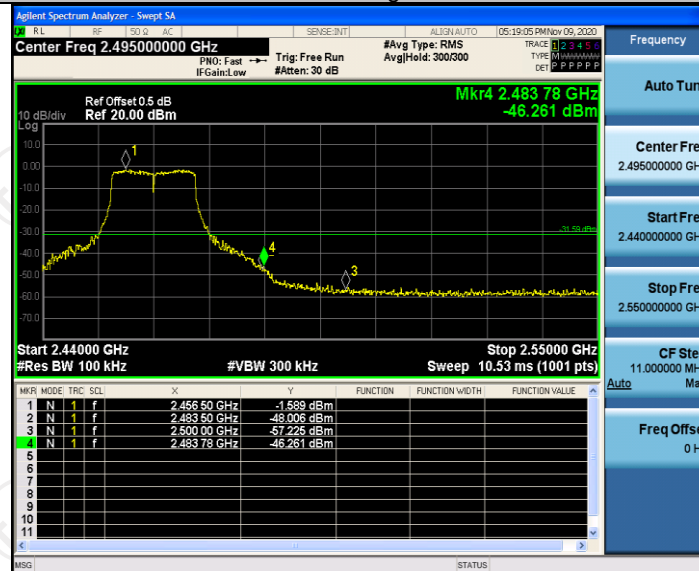 Agilent Spectrum Analyzer - Swept SA
RL RF 50 Ω AC SENSE:INT ALIGN AUTO 05:19:05 PM Nov 09, 2020
Center Freq 2.495000000 GHz #Avg Type: RMS TRACE 1 2 3 4 5 6 Frequency
PNO: Fast Trig: Free Run Avg|Hold: 300/300 TYPE M
IFGain:Low #Atten: 30 dB DET P P P P P P
Auto Tun
Ref Offset 0.5 dB Mkr4 2.483 78 GHz
10 dB/div Ref 20.00 dBm -46.261 dBm
Log
10.0
0.00
-10.0
-20.0
-30.0
-40.0
-50.0
-60.0
-70.0
1
-31.59 dBm
4
3
Center Fre
2.495000000 GH
Start Fre
2.440000000 GH
Stop Fre
2.550000000 GH
Start 2.44000 GHz Stop 2.55000 GHz
#Res BW 100 kHz #VBW 300 kHz Sweep 10.53 ms (1001 pts)
CF Ste
11.000000 MH
Auto Ma
MKR MODE TRC SCL X Y FUNCTION FUNCTION WIDTH FUNCTION VALUE
1 N 1 f 2.456 50 GHz -1.589 dBm
2 N 1 f 2.483 50 GHz -48.006 dBm
3 N 1 f 2.500 00 GHz -57.225 dBm
4 N 1 f 2.483 78 GHz -46.261 dBm
5
6
7
8
9
10
11
Freq Offse
0 H
MSG STATUS